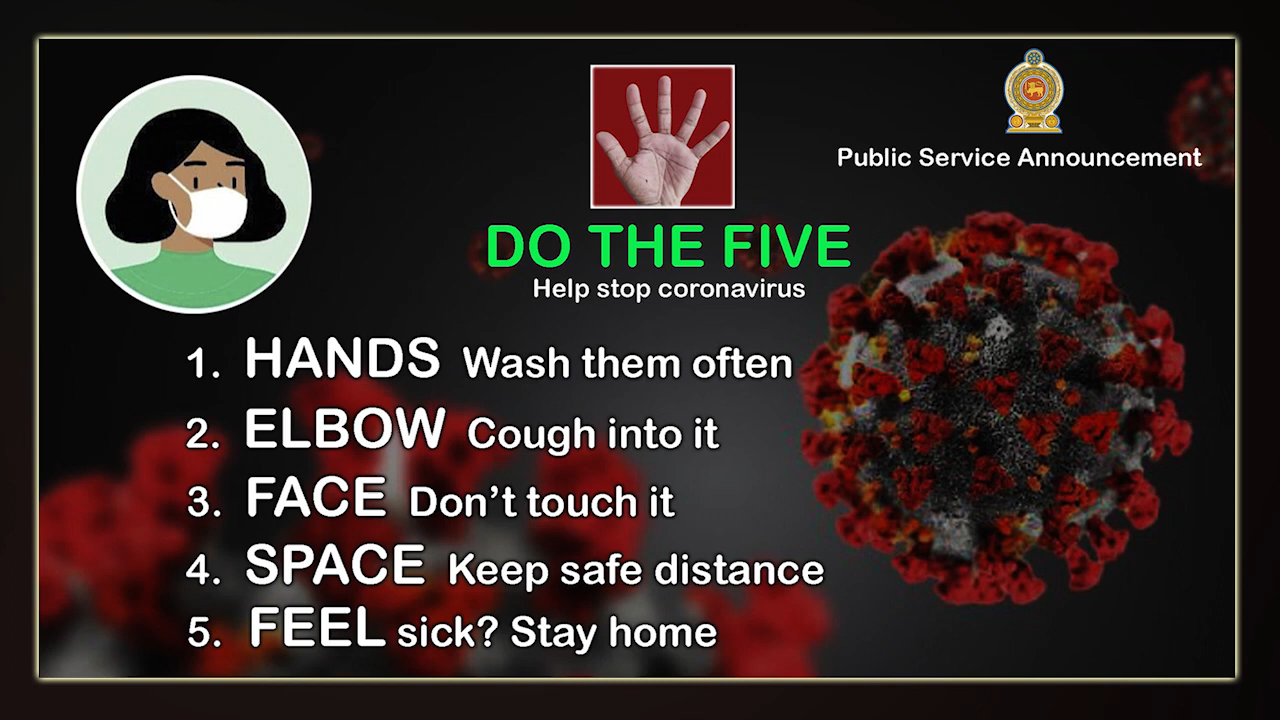 Public Service Announcement
DO THE FIVE
Help stop coronavirus
1. HANDS Wash them often
2. ELBOW Cough into it
3. FACE Don’t touch it
4. SPACE Keep safe distance
5. FEEL sick? Stay home